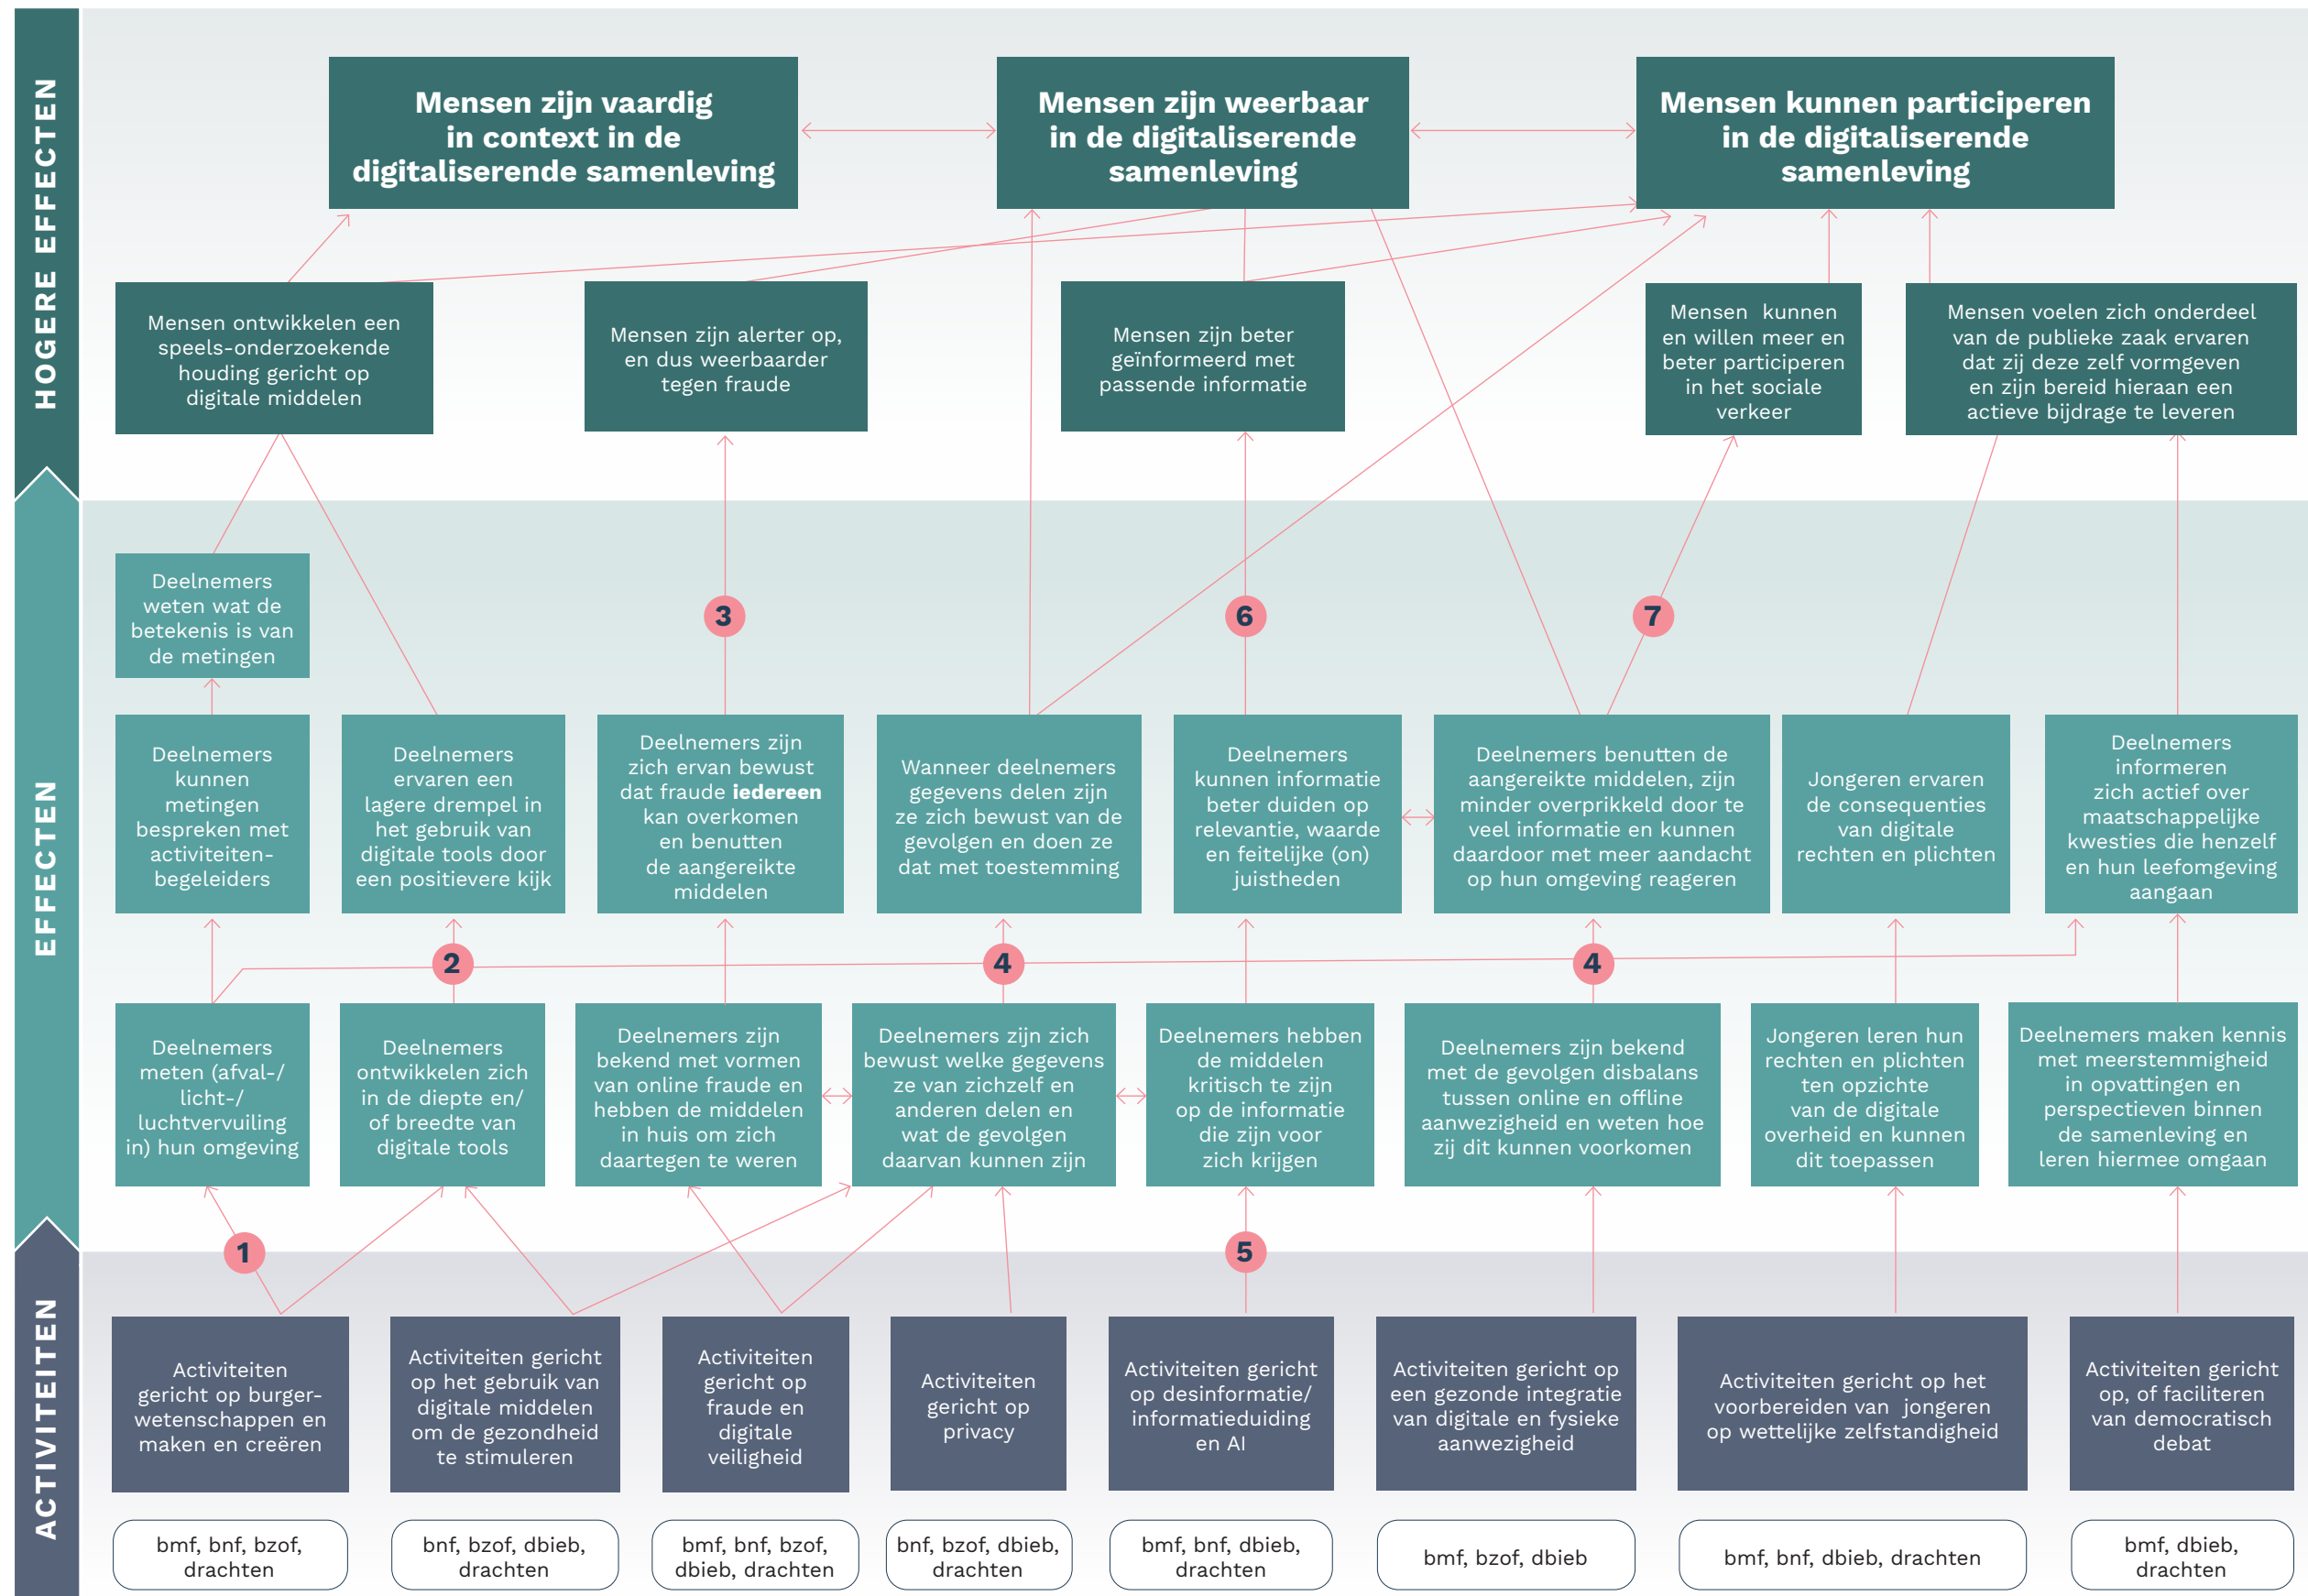 HOGERE EFFECTEN
Mensen zijn vaardig
in context in de
digitaliserende samenleving
Mensen zijn weerbaar
in de digitaliserende
samenleving
Mensen kunnen participeren
in de digitaliserende
samenleving
Mensen ontwikkelen een
speels-onderzoekende
houding gericht op
digitale middelen
Mensen zijn alerter op,
en dus weerbaarder
tegen fraude
Mensen zijn beter
geïnformeerd met
passende informatie
Mensen kunnen
en willen meer en
beter participeren
in het sociale
verkeer
Mensen voelen zich onderdeel
van de publieke zaak ervaren
dat zij deze zelf vormgeven
en zijn bereid hieraan een
actieve bijdrage te leveren
EFFECTEN
Deelnemers
weten wat de
betekenis is van
de metingen
3
6
7
Deelnemers
kunnen
metingen
bespreken met
activiteiten-
begeleiders
Deelnemers
ervaren een
lagere drempel in
het gebruik van
digitale tools door
een positievere kijk
Deelnemers zijn
zich ervan bewust
dat fraude iedereen
kan overkomen
en benutten
de aangereikte
middelen
Wanneer deelnemers
gegevens delen zijn
ze zich bewust van de
gevolgen en doen ze
dat met toestemming
Deelnemers
kunnen informatie
beter duiden op
relevantie, waarde
en feitelijke (on)
juistheden
Deelnemers benutten de
aangereikte middelen, zijn
minder overprikkeld door te
veel informatie en kunnen
daardoor met meer aandacht
op hun omgeving reageren
Jongeren ervaren
de consequenties
van digitale
rechten en plichten
Deelnemers
informeren
zich actief over
maatschappelijke
kwesties die henzelf
en hun leefomgeving
aangaan
2
4
4
Deelnemers
meten (afval-/
licht-/
luchtvervuiling
in) hun omgeving
Deelnemers
ontwikkelen zich
in de diepte en/
of breedte van
digitale tools
Deelnemers zijn
bekend met vormen
van online fraude en
hebben de middelen
in huis om zich
daartegen te weren
Deelnemers zijn zich
bewust welke gegevens
ze van zichzelf en
anderen delen en
wat de gevolgen
daarvan kunnen zijn
Deelnemers hebben
de middelen
kritisch te zijn
op de informatie
die zijn voor
zich krijgen
Deelnemers zijn bekend
met de gevolgen disbalans
tussen online en offline
aanwezigheid en weten hoe
zij dit kunnen voorkomen
Jongeren leren hun
rechten en plichten
ten opzichte
van de digitale
overheid en kunnen
dit toepassen
Deelnemers maken kennis
met meerstemmigheid
in opvattingen en
perspectieven binnen
de samenleving en
leren hiermee omgaan
1
5
ACTIVITEITEN
Activiteiten
gericht op burger-
wetenschappen en
maken en creëren
Activiteiten gericht
op het gebruik van
digitale middelen
om de gezondheid
te stimuleren
Activiteiten
gericht op
fraude en
digitale
veiligheid
Activiteiten
gericht op
privacy
Activiteiten gericht
op desinformatie/
informatieduiding
en AI
Activiteiten gericht op
een gezonde integratie
van digitale en fysieke
aanwezigheid
Activiteiten gericht op het
voorbereiden van jongeren
op wettelijke zelfstandigheid
Activiteiten gericht
op, of faciliteren
van democratisch
debat
bmf, bnf, bzof,
drachten
bnf, bzof, dbieb,
drachten
bmf, bnf, bzof,
dbieb, drachten
bnf, bzof, dbieb,
drachten
bmf, bnf, dbieb,
drachten
bmf, bzof, dbieb
bmf, bnf, dbieb, drachten
bmf, dbieb,
drachten